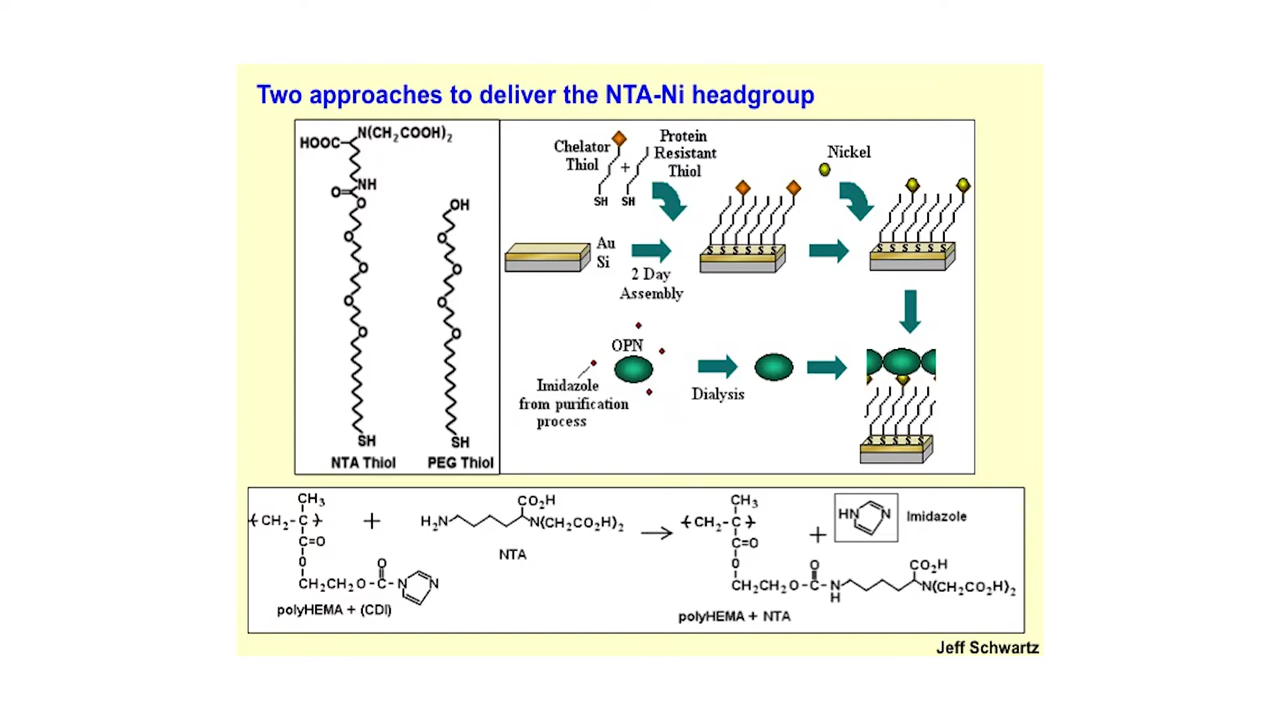 Two approaches to deliver the NTA-Ni headgroup
HOOC
N(CH2COOH)2
NH
O
O
O
O
O
O
SH
NTA Thiol
OH
O
O
O
O
SH
PEG Thiol
Chelator
Thiol
+
Protein
Resistant
Thiol
SH
SH
Au
Si
2 Day
Assembly
S S S S S S
Nickel
S S S S S S
OPN
Imidazole
from purification
process
Dialysis
S S S S S
CH3
(CH2-C)
C=O
O
CH2CH2O-C-N
O
N
polyHEMA + (CDI)
+
H2N
CO2H
N(CH2CO2H)2
NTA
CH3
(CH2-C)
C=O
O
CH2CH2O-C-N
O
H
CO2H
N(CH2CO2H)2
polyHEMA + NTA
+
HN
N
Imidazole
Jeff Schwartz